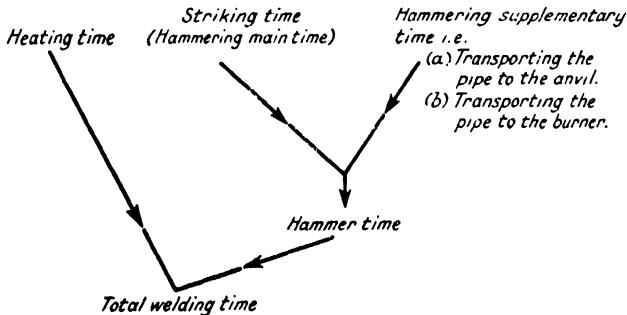 Heating time
Striking time
(Hammering main time)
Hammering supplementary
time i.e.
(a) Transporting the
pipe to the anvil.
(b) Transporting the
pipe to the burner.
Hammer time
Total welding time